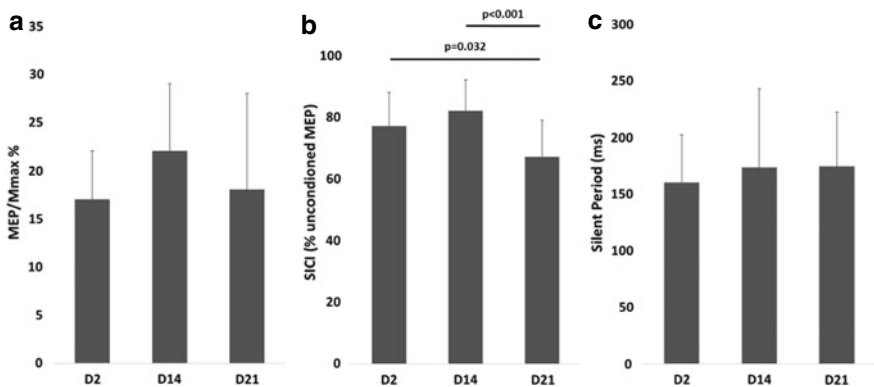 a
35
30
25
20
15
10
5
0
MEP/Mmax %
D2 D14 D21
b
p<0.001
p=0.032
100
80
60
40
20
0
SICI (% uncondioned MEP)
D2 D14 D21
c
300
250
200
150
100
50
0
Silent Period (ms)
D2 D14 D21